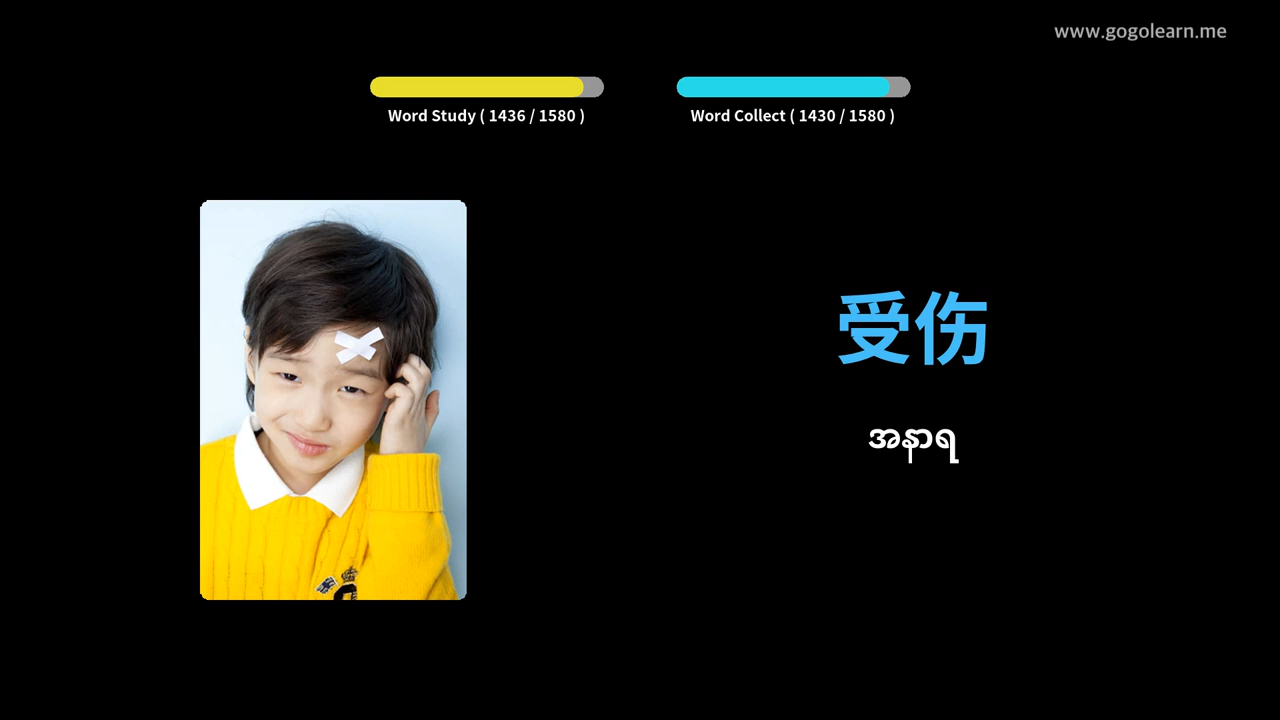 www.gogolearn.me
Word Study ( 1436 / 1580 )
Word Collect ( 1430 / 1580 )
受伤
အနာရ